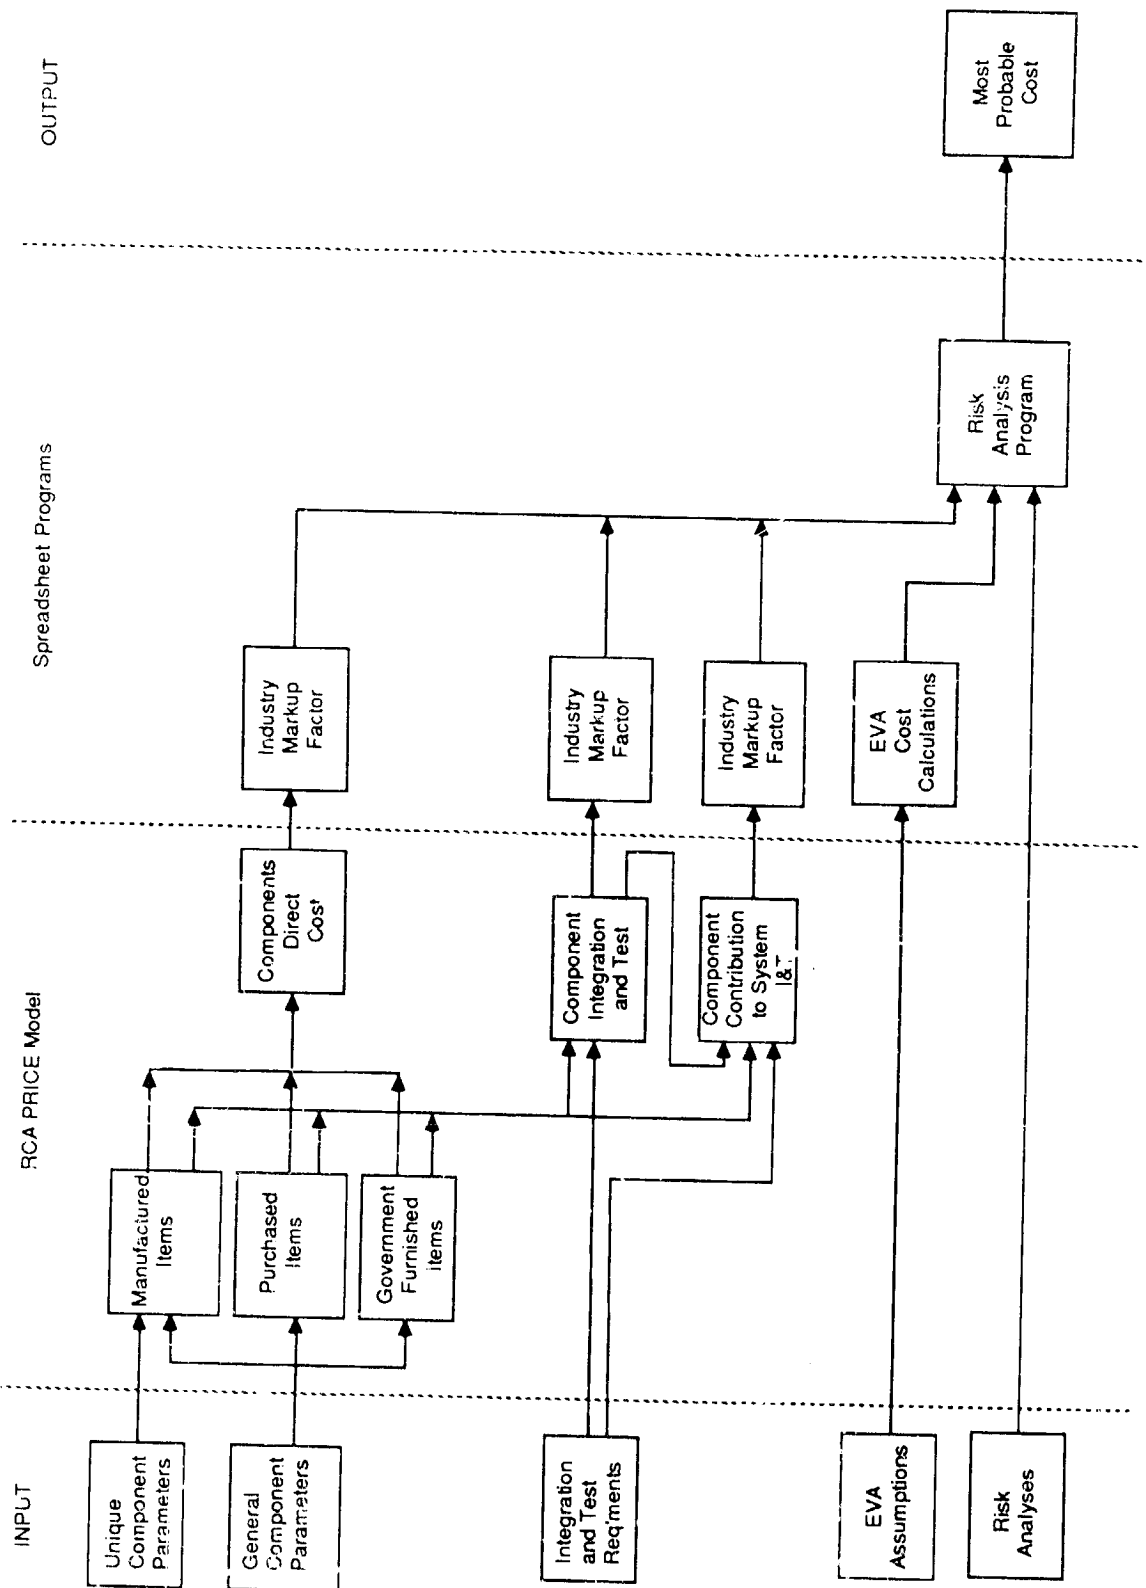 INPUT
RCA PRICE Model
Spreadsheet Programs
OUTPUT
Unique
Component
Parameters
General
Component
Parameters
Integration
and Test
Req'ments
EVA
Assumptions
Risk
Analyses
Manufactured
Items
Purchased
Items
Government
Furnished
Items
Components
Direct
Cost
Component
Integration
and Test
Component
Contribution
to System
I&T
Industry
Markup
Factor
Industry
Markup
Factor
Industry
Markup
Factor
EVA
Cost
Calculations
Risk
Analysis
Program
Most
Probable
Cost